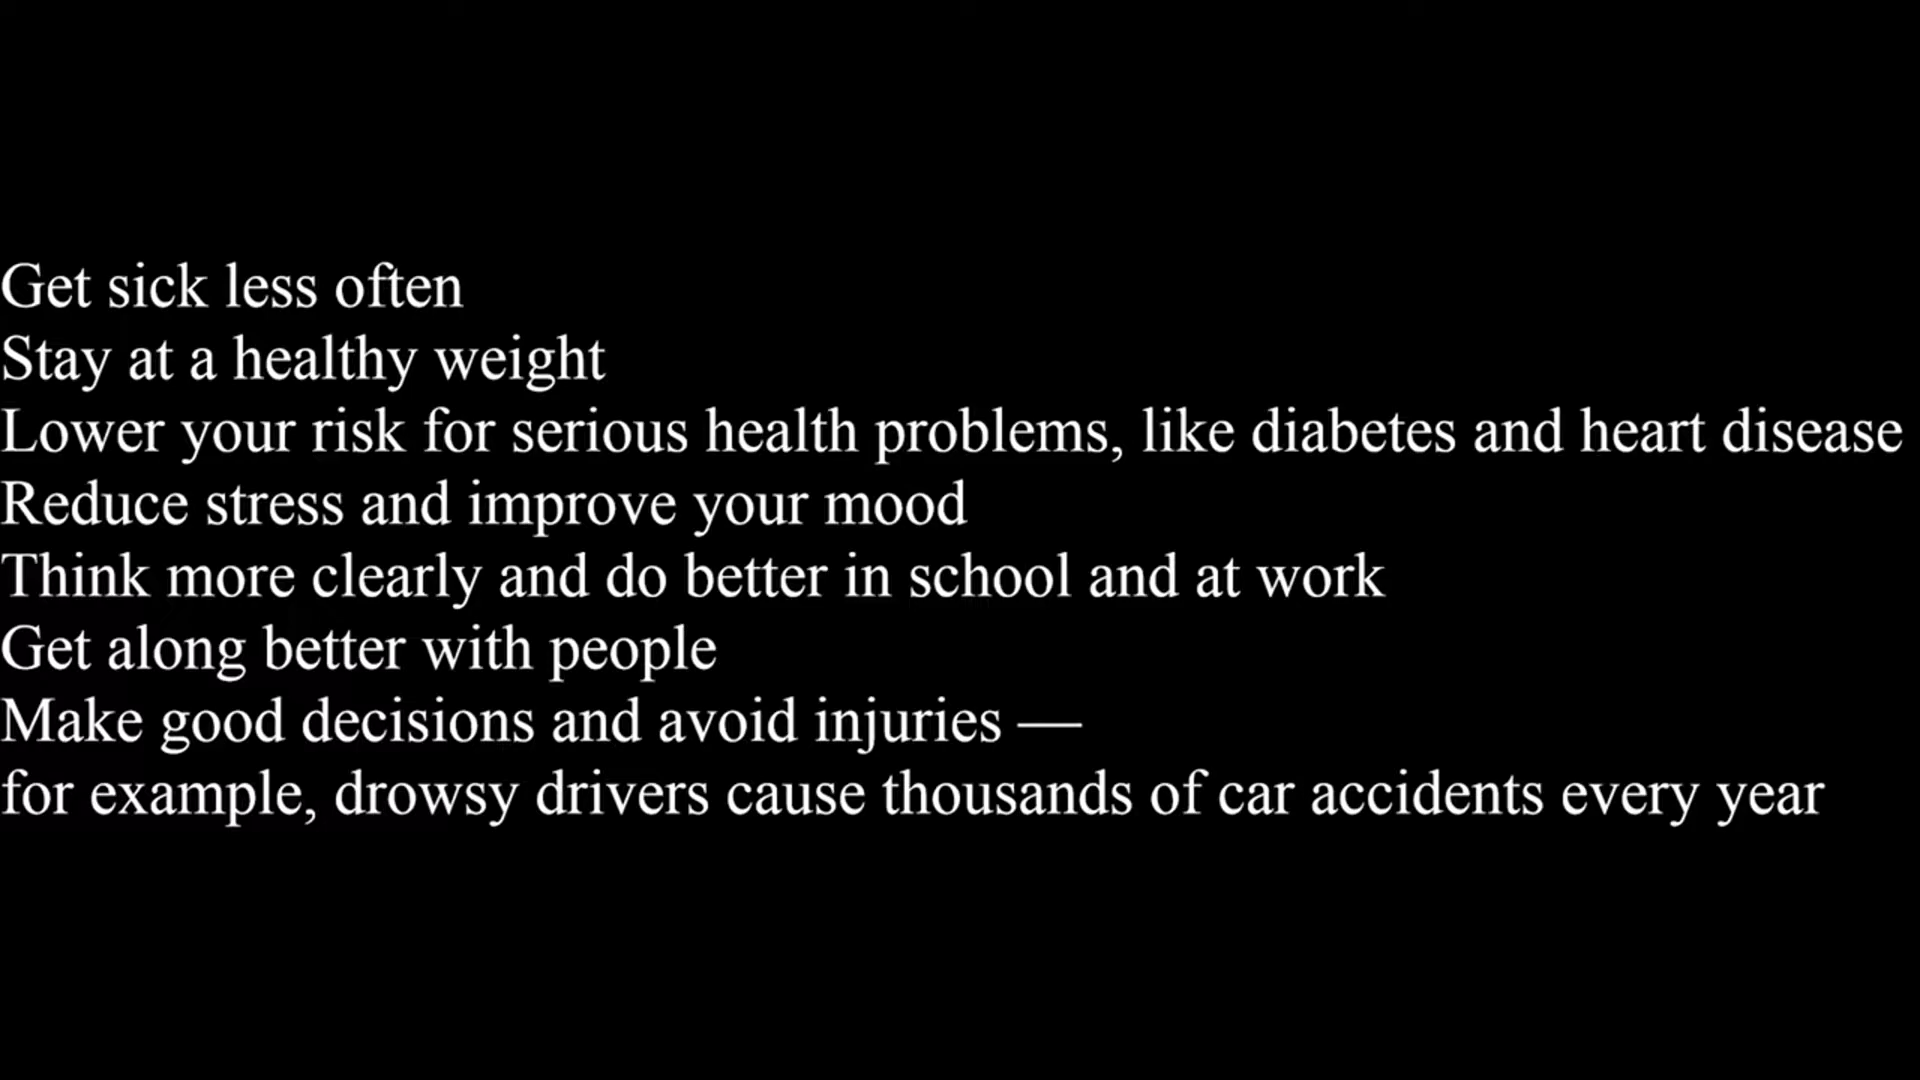 Get sick less often
Stay at a healthy weight
Lower your risk for serious health problems, like diabetes and heart disease
Reduce stress and improve your mood
Think more clearly and do better in school and at work
Get along better with people
Make good decisions and avoid injuries —
for example, drowsy drivers cause thousands of car accidents every year